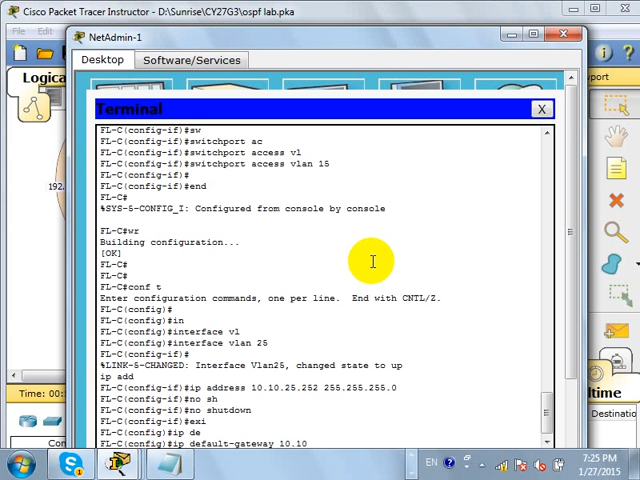 Cisco Packet Tracer Instructor - D:\Sunrise\CY27G3\ospf lab.pka
File
NetAdmin-1
Logica
Desktop
Software/Services
Terminal
X
FL-C(config-if)#sw
FL-C(config-if)#switchport ac
FL-C(config-if)#switchport access vl
FL-C(config-if)#switchport access vlan 15
FL-C(config-if)#
FL-C(config-if)#end
FL-C#
%SYS-5-CONFIG_I: Configured from console by console
FL-C#wr
Building configuration...
[OK]
FL-C#
FL-C#
FL-C#conf t
Enter configuration commands, one per line.  End with CNTL/Z.
FL-C(config)#
FL-C(config)#in
FL-C(config)#interface vl
FL-C(config)#interface vlan 25
FL-C(config-if)#
%LINK-5-CHANGED: Interface Vlan25, changed state to up
ip add
FL-C(config-if)#ip address 10.10.25.252 255.255.255.0
FL-C(config-if)#no sh
FL-C(config-if)#no shutdown
FL-C(config-if)#exi
FL-C(config)#ip de
FL-C(config)#ip default-gateway 10.10
192.
wport
Time: 00:
ltime
Con
Destinatio
EN
7:25 PM
1/27/2015